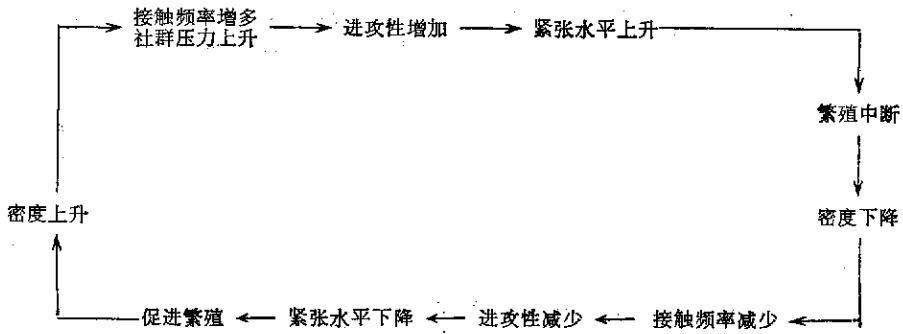 接触频率增多
社群压力上升
进攻性增加
紧张水平上升
繁殖中断
密度上升
密度下降
促进繁殖
紧张水平下降
进攻性减少
接触频率减少